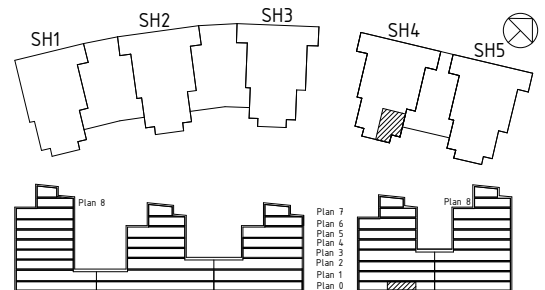 SH1
SH2
SH3
SH4
SH5
Plan 8
Plan 7
Plan 6
Plan 5
Plan 4
Plan 3
Plan 2
Plan 1
Plan 0
Plan 8